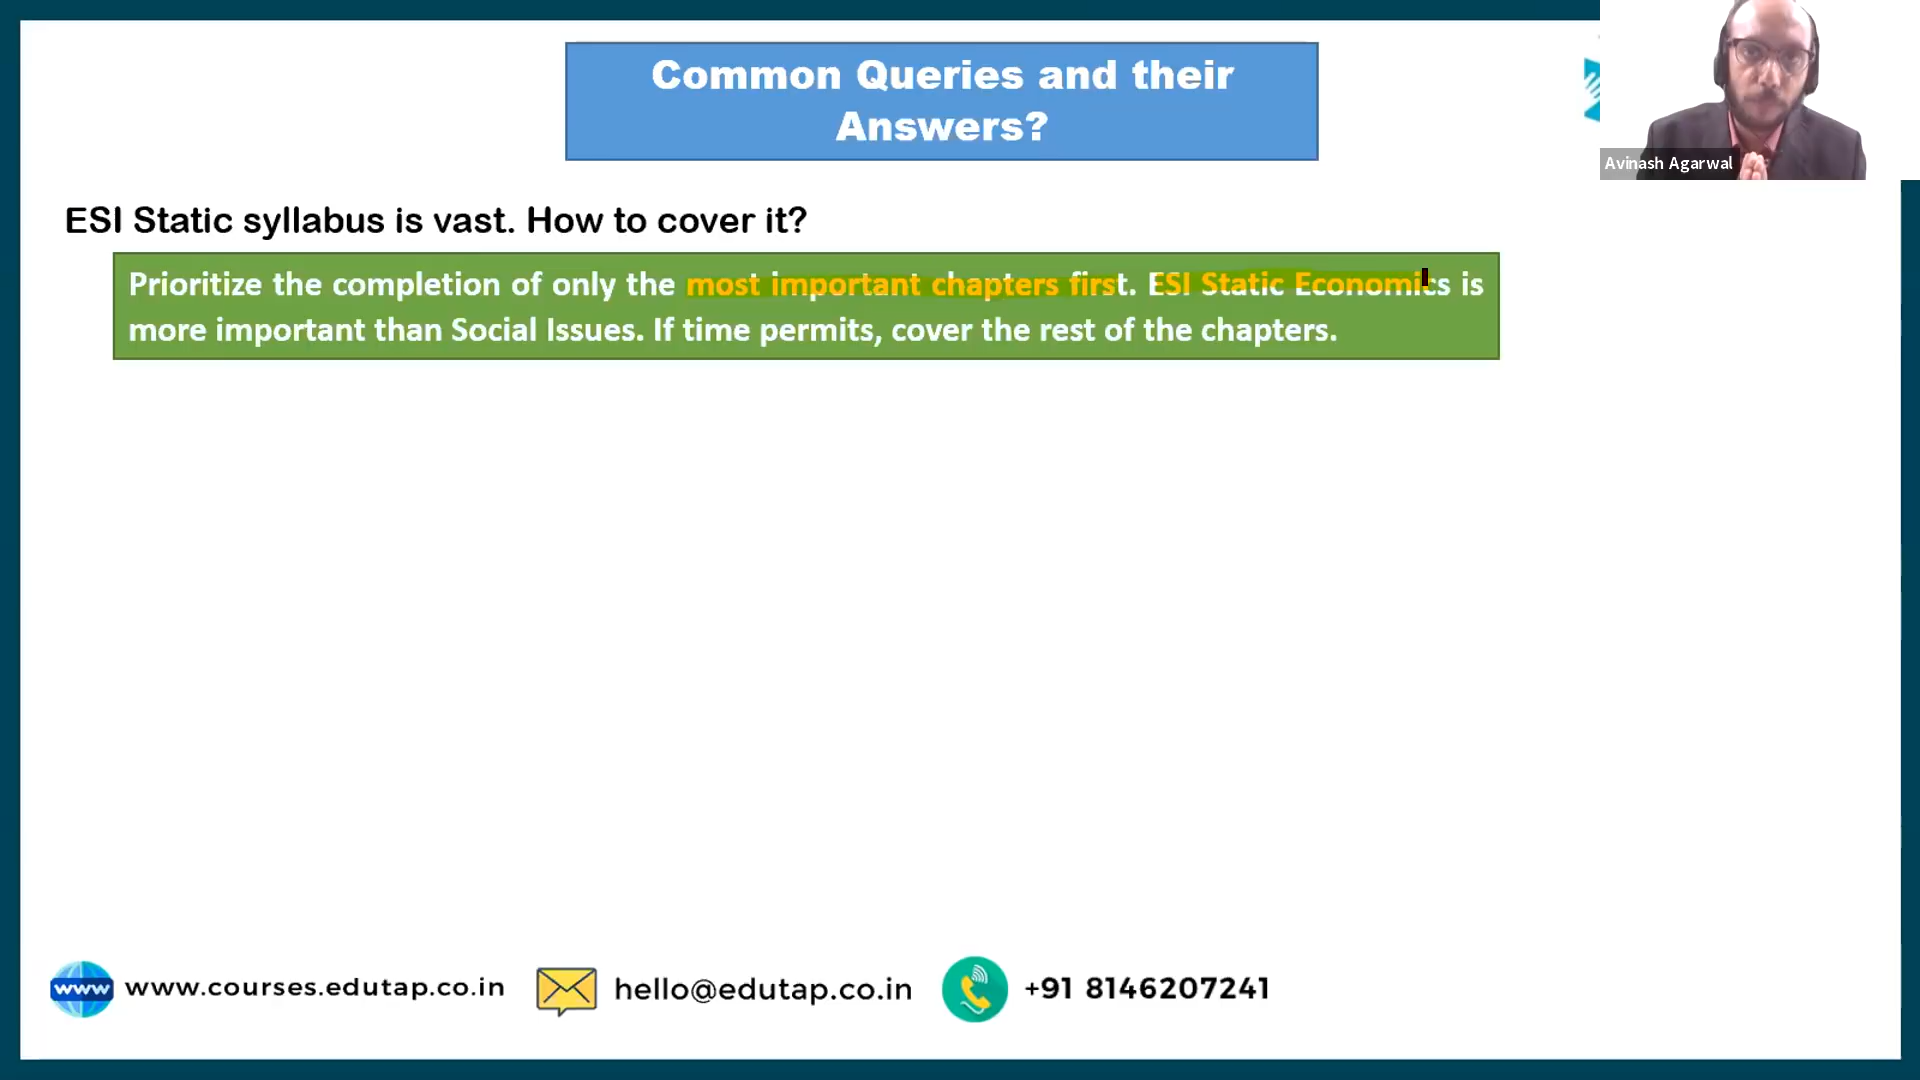 Common Queries and their
Answers?
Avinash Agarwal
ESI Static syllabus is vast. How to cover it?
Prioritize the completion of only the most important chapters first. ESI Static Economics is
more important than Social Issues. If time permits, cover the rest of the chapters.
www www.courses.edutap.co.in hello@edutap.co.in +91 8146207241